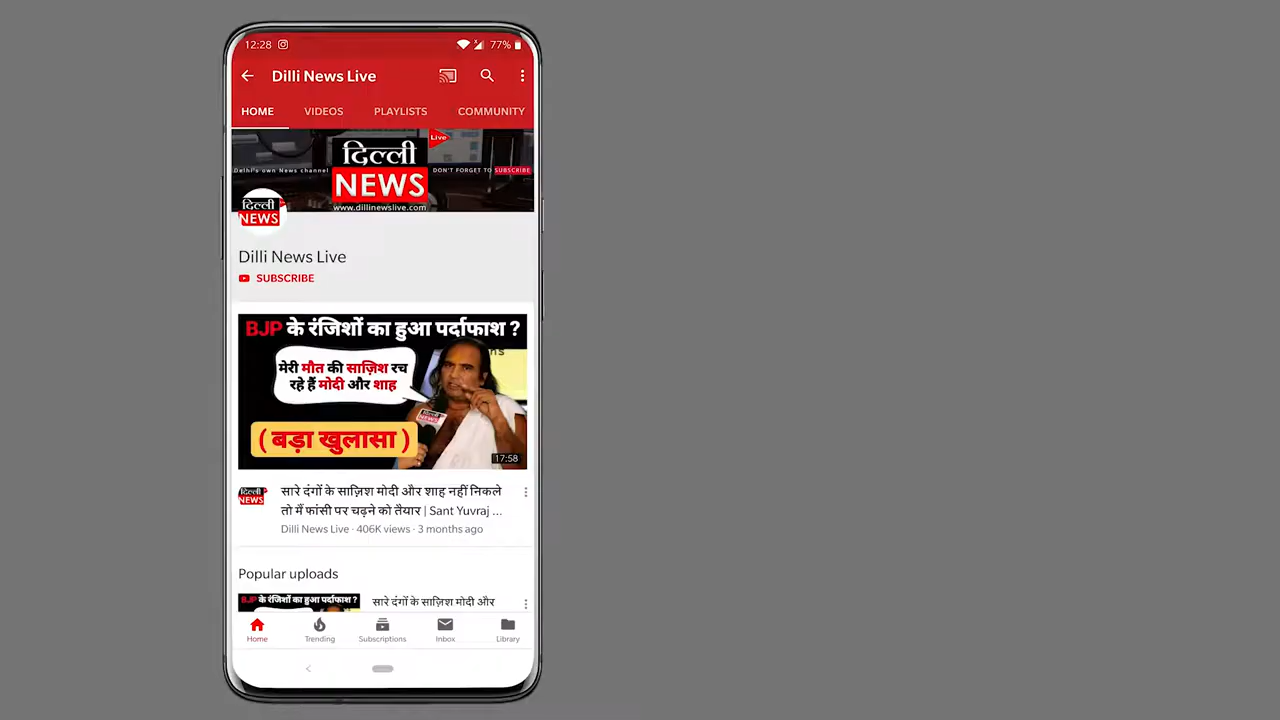 12:28
77%
Dilli News Live
HOME VIDEOS PLAYLISTS COMMUNITY
Live
दिल्ली
Delhi's own News channel
DON'T FORGET TO SUBSCRIBE
NEWS
www.dillinewslive.com
दिल्ली
NEWS
Dilli News Live
SUBSCRIBE
BJP के रंजिशों का हुआ पर्दाफाश ?
मेरी मौत की साज़िश रच
रहे हैं मोदी और शाह
दिल्ली
NEWS
( बड़ा खुलासा )
17:58
दिल्ली
NEWS
सारे दंगों के साज़िश मोदी और शाह नहीं निकले
तो मैं फांसी पर चढ़ने को तैयार | Sant Yuvraj ...
Dilli News Live · 406K views · 3 months ago
Popular uploads
BJP के रंजिशों का हुआ पर्दाफाश ?
सारे दंगों के साज़िश मोदी और
Home Trending Subscriptions Inbox Library